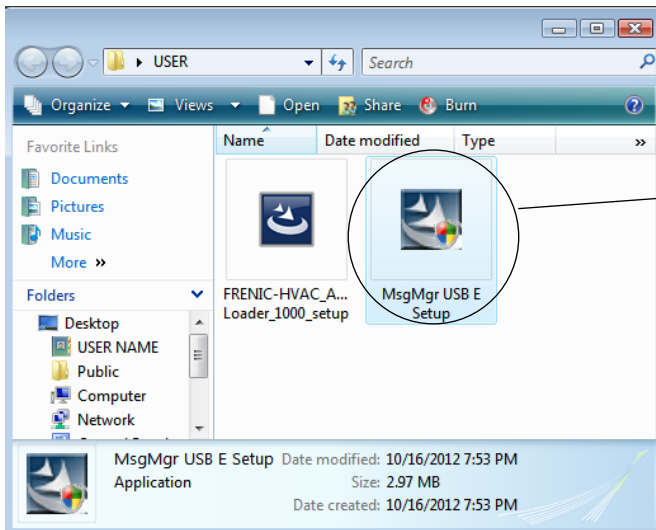 USER
Search
Organize Views Open Share Burn
Favorite Links
Documents
Pictures
Music
More »
Folders
Desktop
USER NAME
Public
Computer
Network
Name Date modified Type »
FRENIC-HVAC_A...
Loader_1000_setup
MsgMgr USB E
Setup
MsgMgr USB E Setup Date modified: 10/16/2012 7:53 PM
Application Size: 2.97 MB
Date created: 10/16/2012 7:53 PM